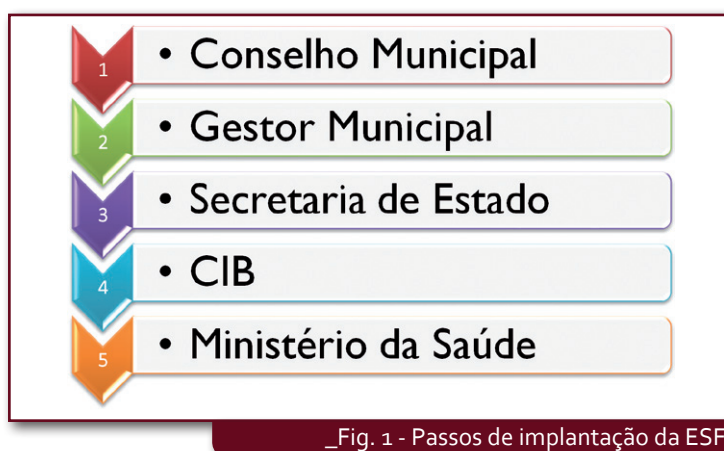 1 • Conselho Municipal
2 • Gestor Municipal
3 • Secretaria de Estado
4 • CIB
5 • Ministério da Saúde
_Fig. 1 - Passos de implantação da ESF